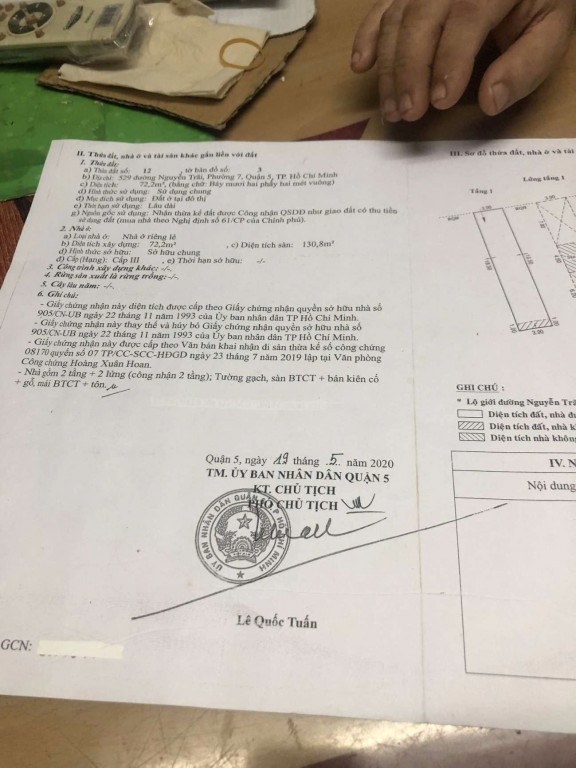 II. Thửa đất, nhà ở và tài sản khác gắn liền với đất
1. Thửa đất:
a) Thửa đất số: 12 , tờ bản đồ số: 3
b) Địa chỉ: 529 đường Nguyễn Trãi, Phường 7, Quận 5, TP. Hồ Chí Minh
c) Diện tích: 72,2m², (bằng chữ: Bảy mươi hai phẩy hai mét vuông)
d) Hình thức sử dụng: Sử dụng chung
đ) Mục đích sử dụng: Đất ở tại đô thị
e) Thời hạn sử dụng: Lâu dài
g) Nguồn gốc sử dụng: Nhận thừa kế đất được Công nhận QSDĐ như giao đất có thu tiền
sử dụng đất (mua nhà theo Nghị định số 61/CP của Chính phủ).
2. Nhà ở:
a) Loại nhà ở: Nhà ở riêng lẻ
b) Diện tích xây dựng: 72,2m² , c) Diện tích sàn: 130,8m²
d) Hình thức sở hữu: Sở hữu chung
đ) Cấp (Hạng): Cấp III , e) Thời hạn sở hữu: -/-
3. Công trình xây dựng khác: -/-
4. Rừng sản xuất là rừng trồng: -/-
5. Cây lâu năm: -/-
6. Ghi chú:
- Giấy chứng nhận này diện tích được cấp theo Giấy chứng nhận quyền sở hữu nhà số
905/CN-UB ngày 22 tháng 11 năm 1993 của Ủy ban nhân dân TP Hồ Chí Minh.
- Giấy chứng nhận này thay thế và hủy bỏ Giấy chứng nhận quyền sở hữu nhà số
905/CN-UB ngày 22 tháng 11 năm 1993 của Ủy ban nhân dân TP Hồ Chí Minh.
- Giấy chứng nhận này được cấp theo Văn bản khai nhận di sản thừa kế số công chứng
08170 quyển số 07 TP/CC-SCC-HĐGD ngày 23 tháng 7 năm 2019 lập tại Văn phòng
Công chứng Hoàng Xuân Hoan.
- Nhà gồm 2 tầng + 2 lửng (công nhận 2 tầng); Tường gạch, sàn BTCT + bán kiên cố
+ gỗ, mái BTCT + tôn.
Quận 5, ngày 19 tháng 5. năm 2020
TM. ỦY BAN NHÂN DÂN QUẬN 5
KT. CHỦ TỊCH
PHÓ CHỦ TỊCH
ỦY BAN NHÂN DÂN QUẬN 5 TP HỒ CHÍ MINH
Lê Quốc Tuấn
GCN:
III. Sơ đồ thửa đất, nhà ở và tài
Tầng 1 Lửng tầng 1
GHI CHÚ :
* Lộ giới đường Nguyễn Trã
Diện tích đất, nhà đ
Diện tích đất, nhà k
Diện tích nhà khôn
IV. N
Nội dung